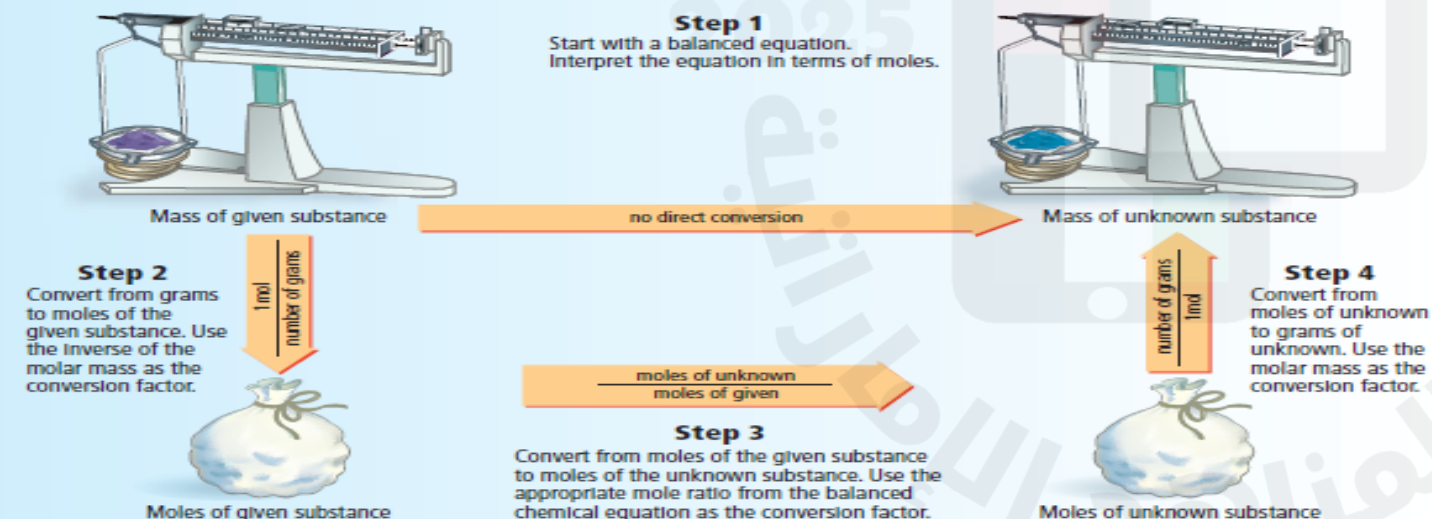 Step 1
Start with a balanced equation.
Interpret the equation in terms of moles.
Mass of given substance
no direct conversion
Mass of unknown substance
Step 2
Convert from grams
to moles of the
given substance. Use
the inverse of the
molar mass as the
conversion factor.
1 mol
number of grams
number of grams
1 mol
Step 4
Convert from
moles of unknown
to grams of
unknown. Use the
molar mass as the
conversion factor.
moles of unknown
moles of given
Step 3
Convert from moles of the given substance
to moles of the unknown substance. Use the
appropriate mole ratio from the balanced
chemical equation as the conversion factor.
Moles of given substance
Moles of unknown substance
2025